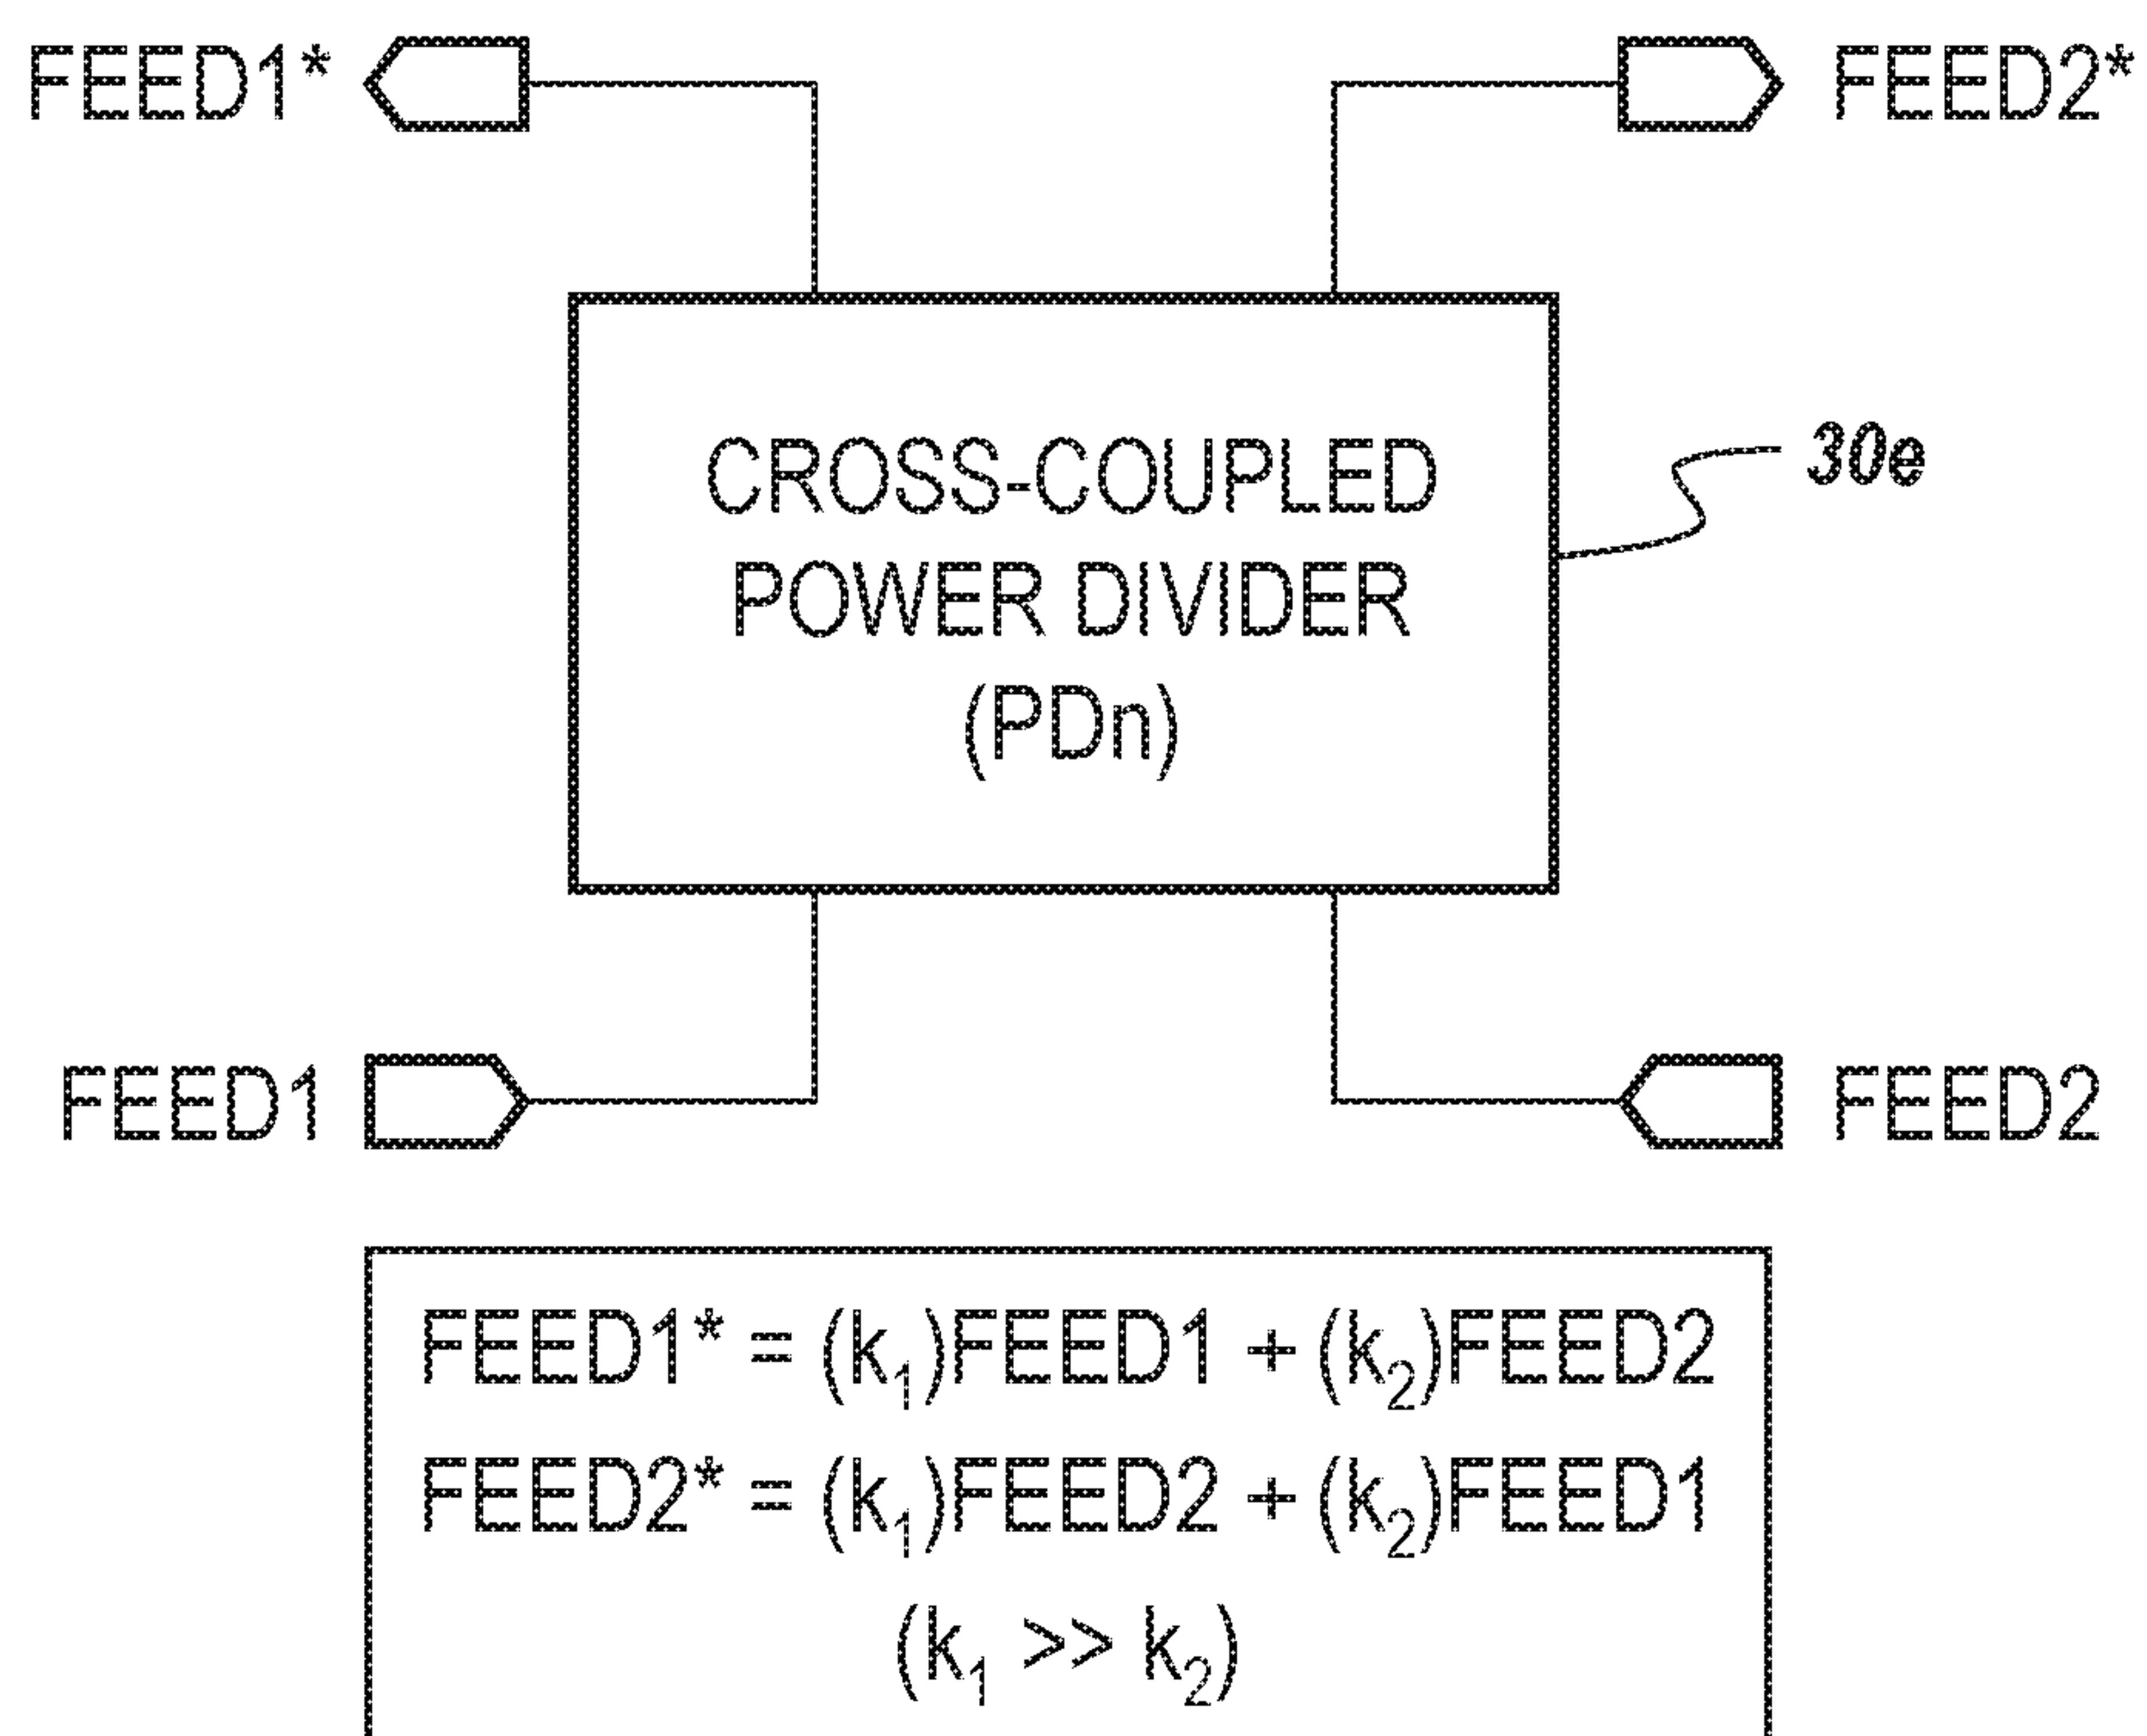 FEED1*
FEED2*
CROSS-COUPLED
POWER DIVIDER
(PDn)
30e
FEED1
FEED2
FEED1* = (k₁)FEED1 + (k₂)FEED2
FEED2* = (k₁)FEED2 + (k₂)FEED1
(k₁ >> k₂)